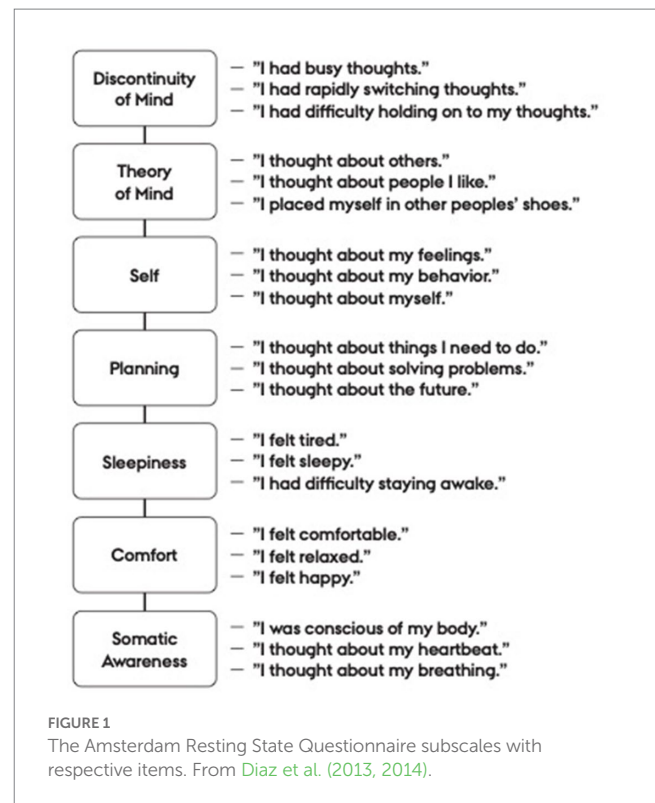 Discontinuity
of Mind
— "I had busy thoughts."
— "I had rapidly switching thoughts."
— "I had difficulty holding on to my thoughts."
Theory
of Mind
— "I thought about others."
— "I thought about people I like."
— "I placed myself in other peoples' shoes."
Self
— "I thought about my feelings."
— "I thought about my behavior."
— "I thought about myself."
Planning
— "I thought about things I need to do."
— "I thought about solving problems."
— "I thought about the future."
Sleepiness
— "I felt tired."
— "I felt sleepy."
— "I had difficulty staying awake."
Comfort
— "I felt comfortable."
— "I felt relaxed."
— "I felt happy."
Somatic
Awareness
— "I was conscious of my body."
— "I thought about my heartbeat."
— "I thought about my breathing."
FIGURE 1
The Amsterdam Resting State Questionnaire subscales with
respective items. From Diaz et al. (2013, 2014).